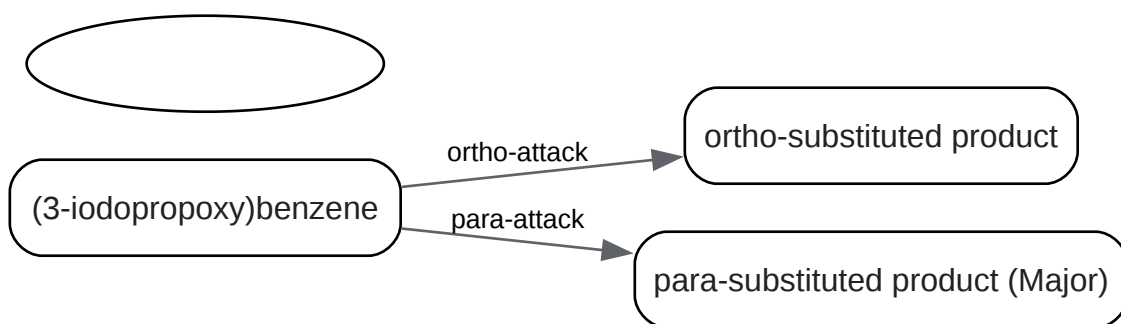 ortho-substituted product
ortho-attack
(3-iodopropoxy)benzene
para-attack
para-substituted product (Major)